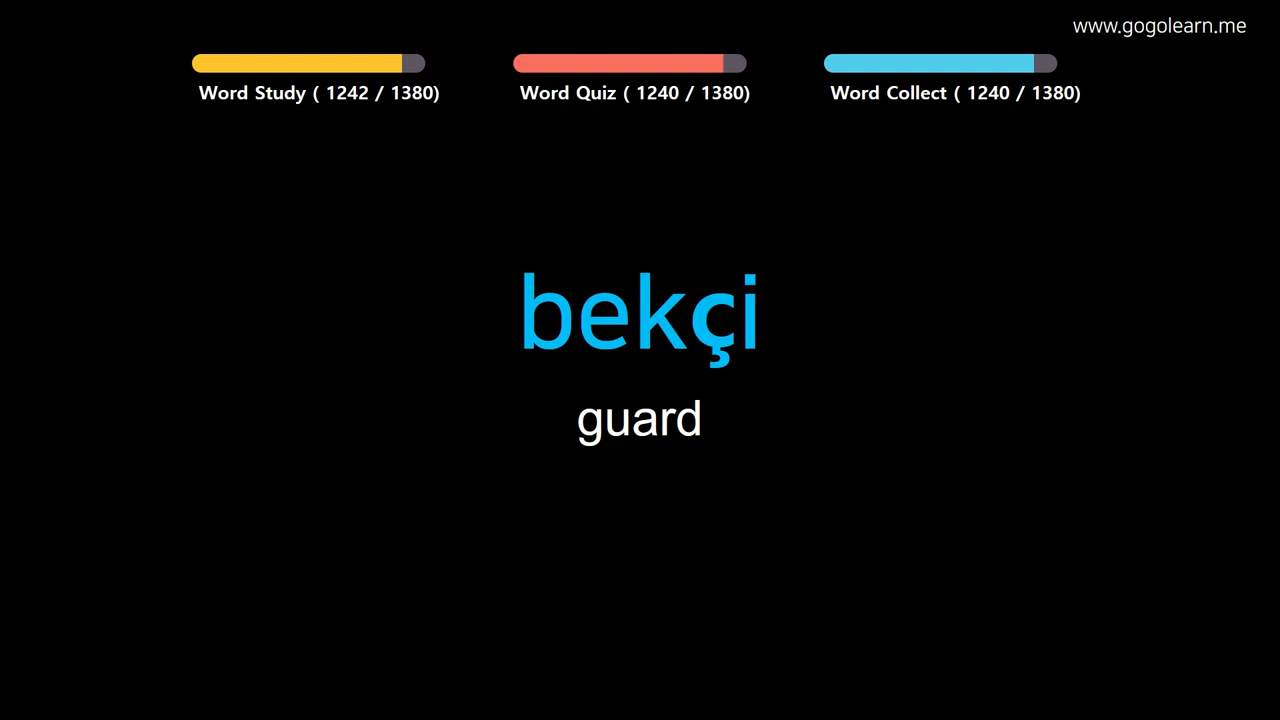 www.gogolearn.me
Word Study ( 1242 / 1380)
Word Quiz ( 1240 / 1380)
Word Collect ( 1240 / 1380)
bekçi
guard